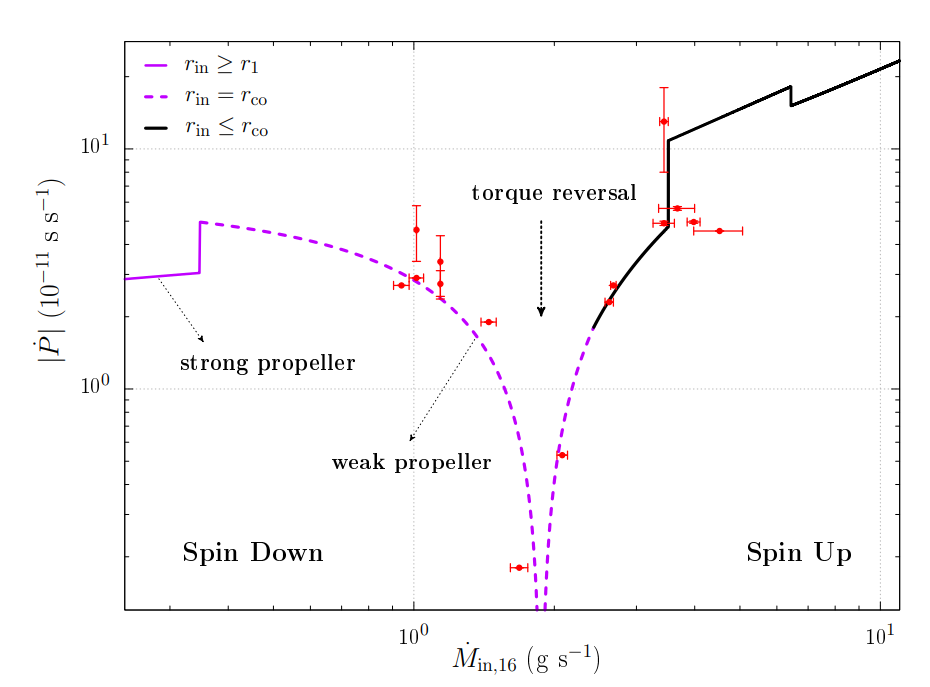 r_in ≥ r_1
r_in = r_co
r_in ≤ r_co
10^1
torque reversal
|Ṗ| (10^−11 s s^−1)
strong propeller
10^0
weak propeller
Spin Down Spin Up
10^0 10^1
Ṁ_in,16 (g s^−1)